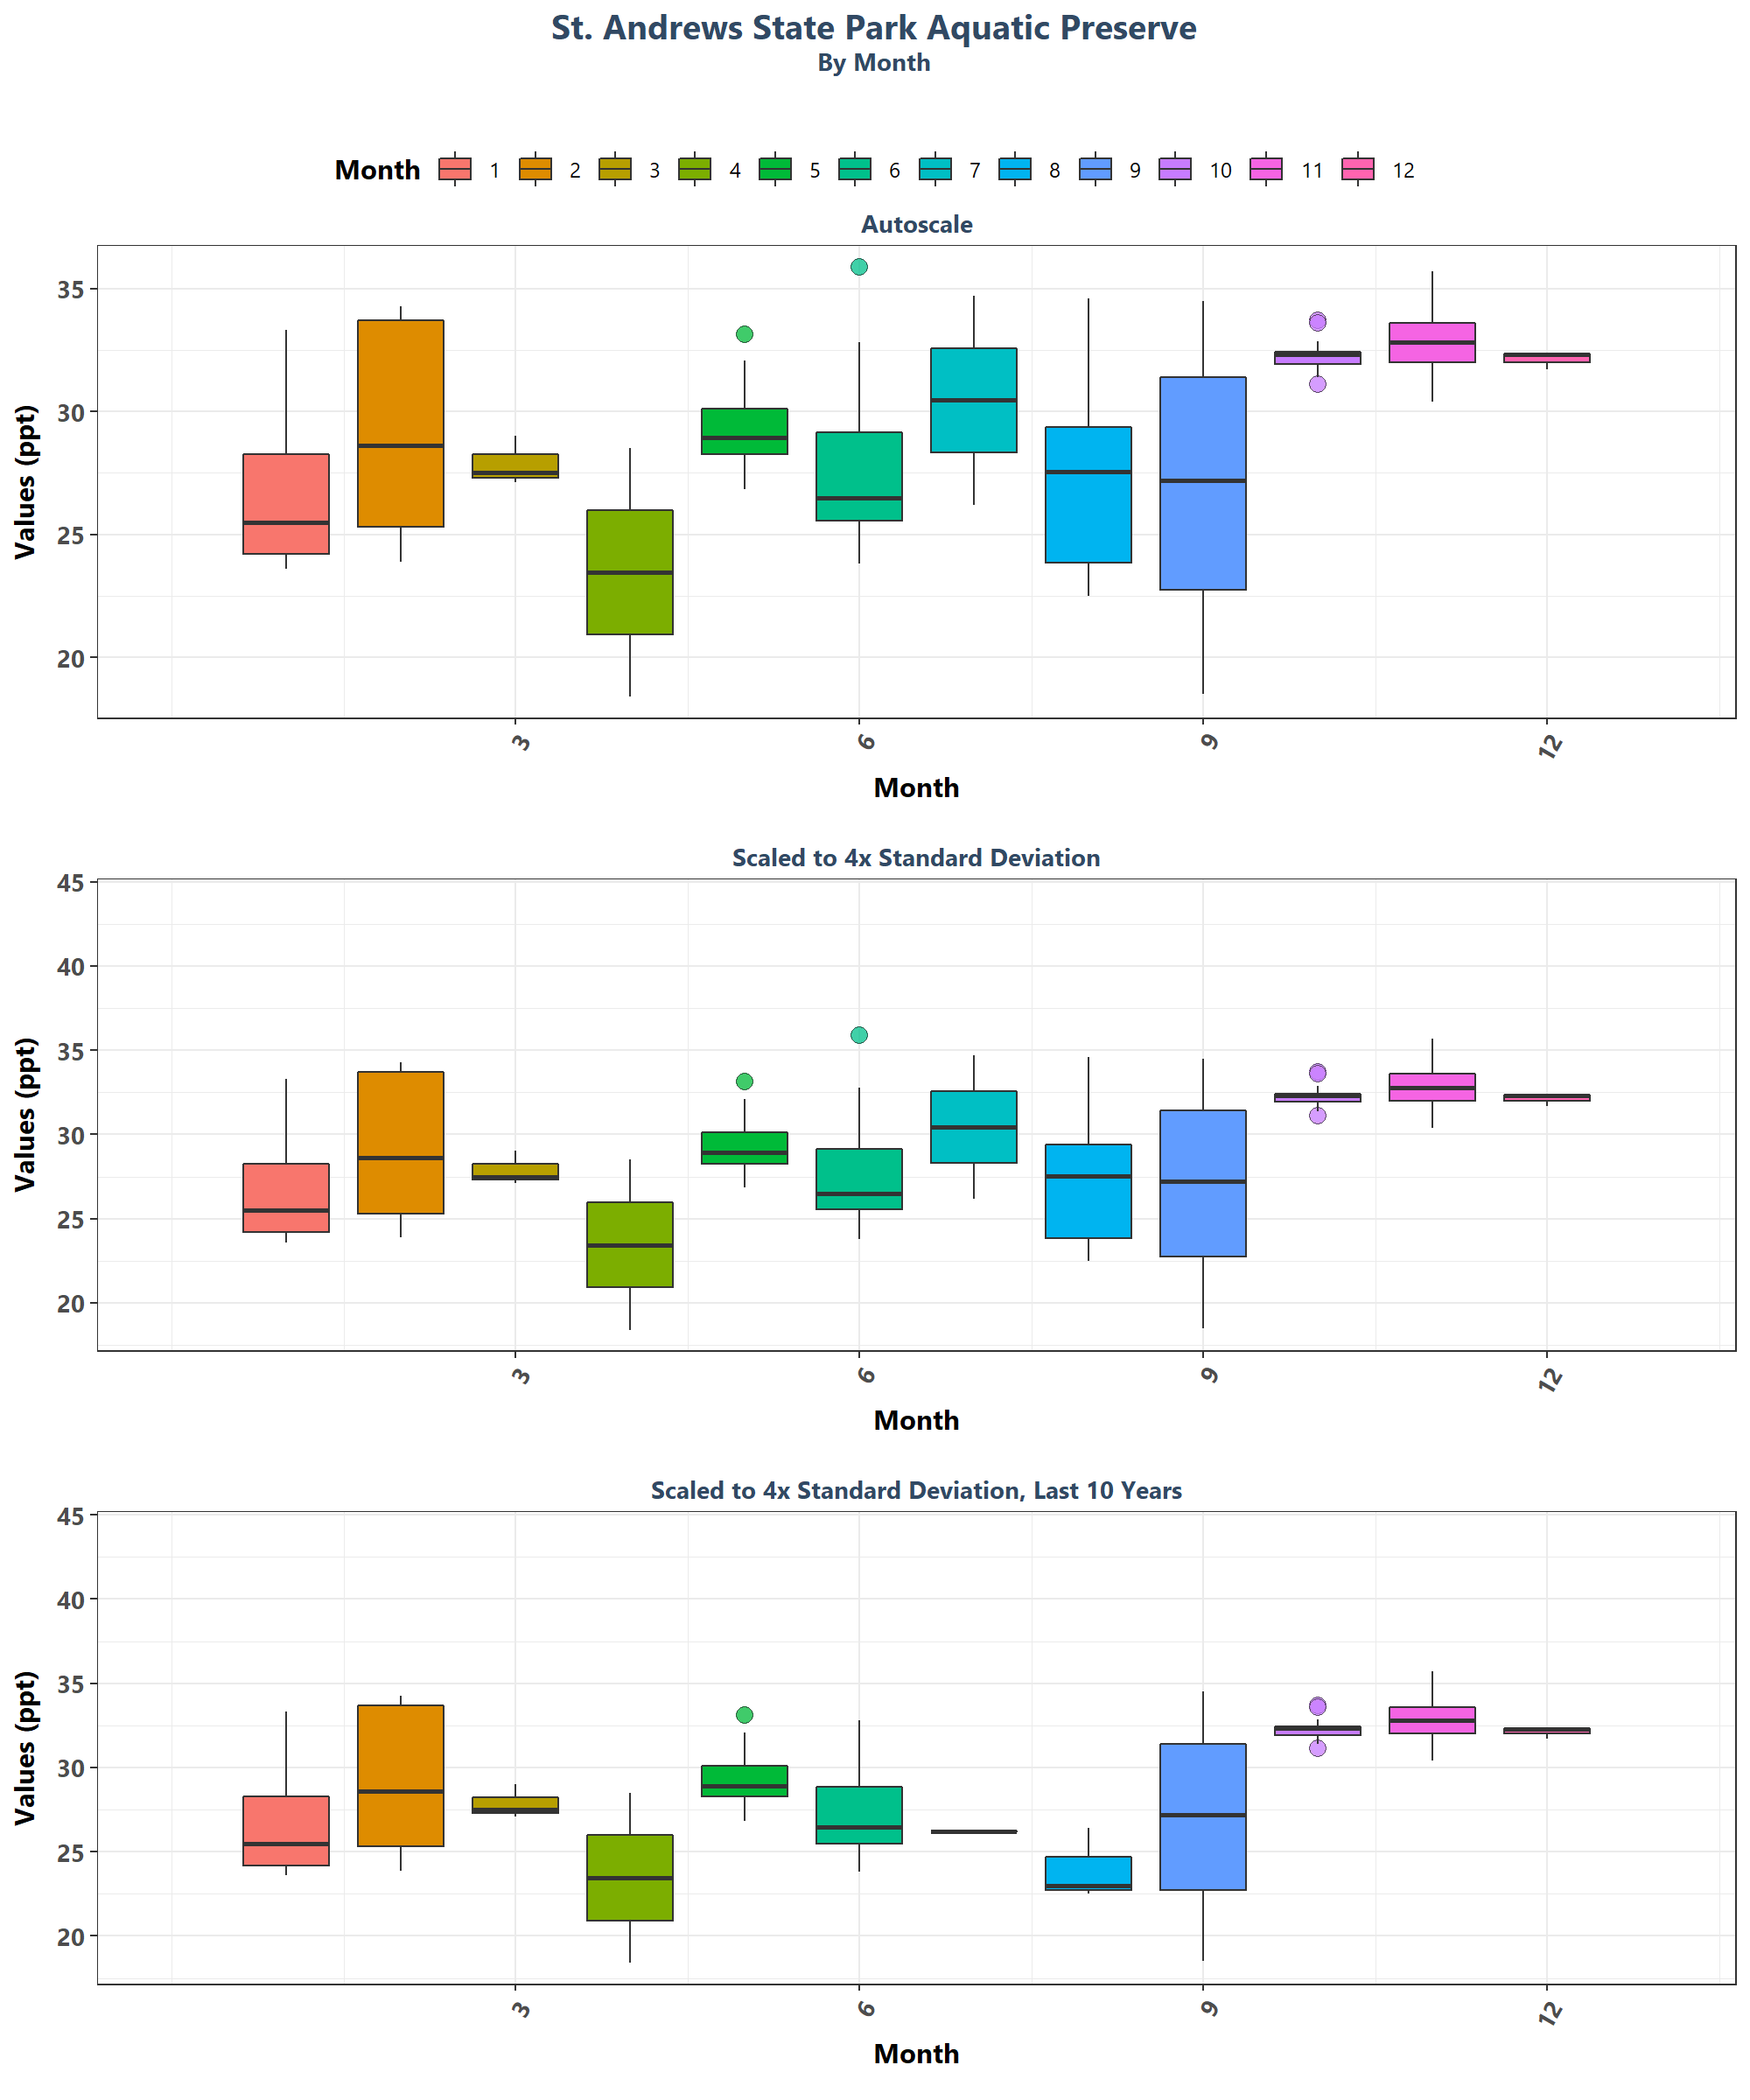 St. Andrews State Park Aquatic Preserve
By Month
Month 1 2 3 4 5 6 7 8 9 10 11 12
Autoscale
Values (ppt)
35
30
25
20
3 6 9 12
Month
Scaled to 4x Standard Deviation
Values (ppt)
45
40
35
30
25
20
3 6 9 12
Month
Scaled to 4x Standard Deviation, Last 10 Years
Values (ppt)
45
40
35
30
25
20
3 6 9 12
Month